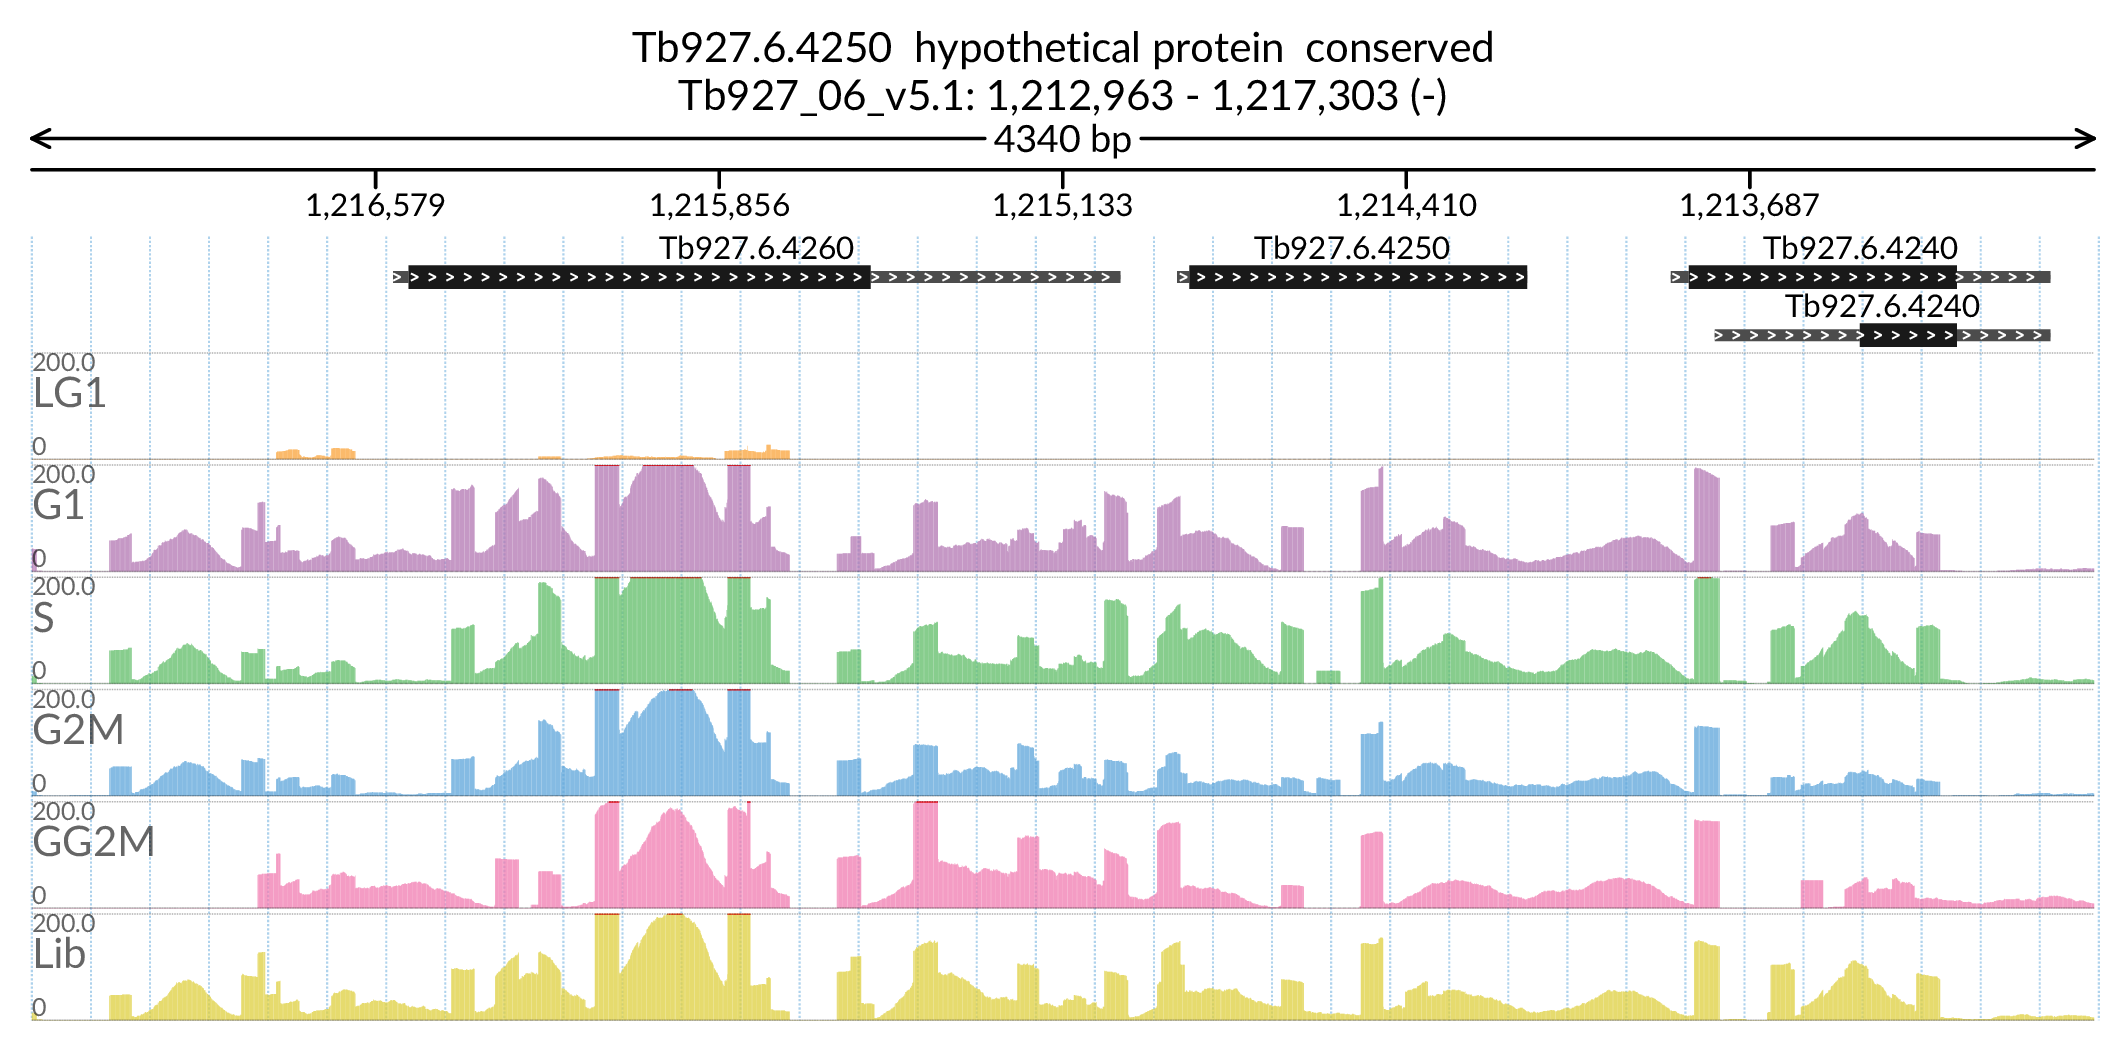 Tb927.6.4250 hypothetical protein conserved
Tb927_06_v5.1: 1,212,963 - 1,217,303 (-)
4340 bp
1,216,579 1,215,856 1,215,133 1,214,410 1,213,687
Tb927.6.4260 Tb927.6.4250 Tb927.6.4240
Tb927.6.4240
200.0
LG1
0
200.0
G1
0
200.0
S
0
200.0
G2M
0
200.0
GG2M
0
200.0
Lib
0